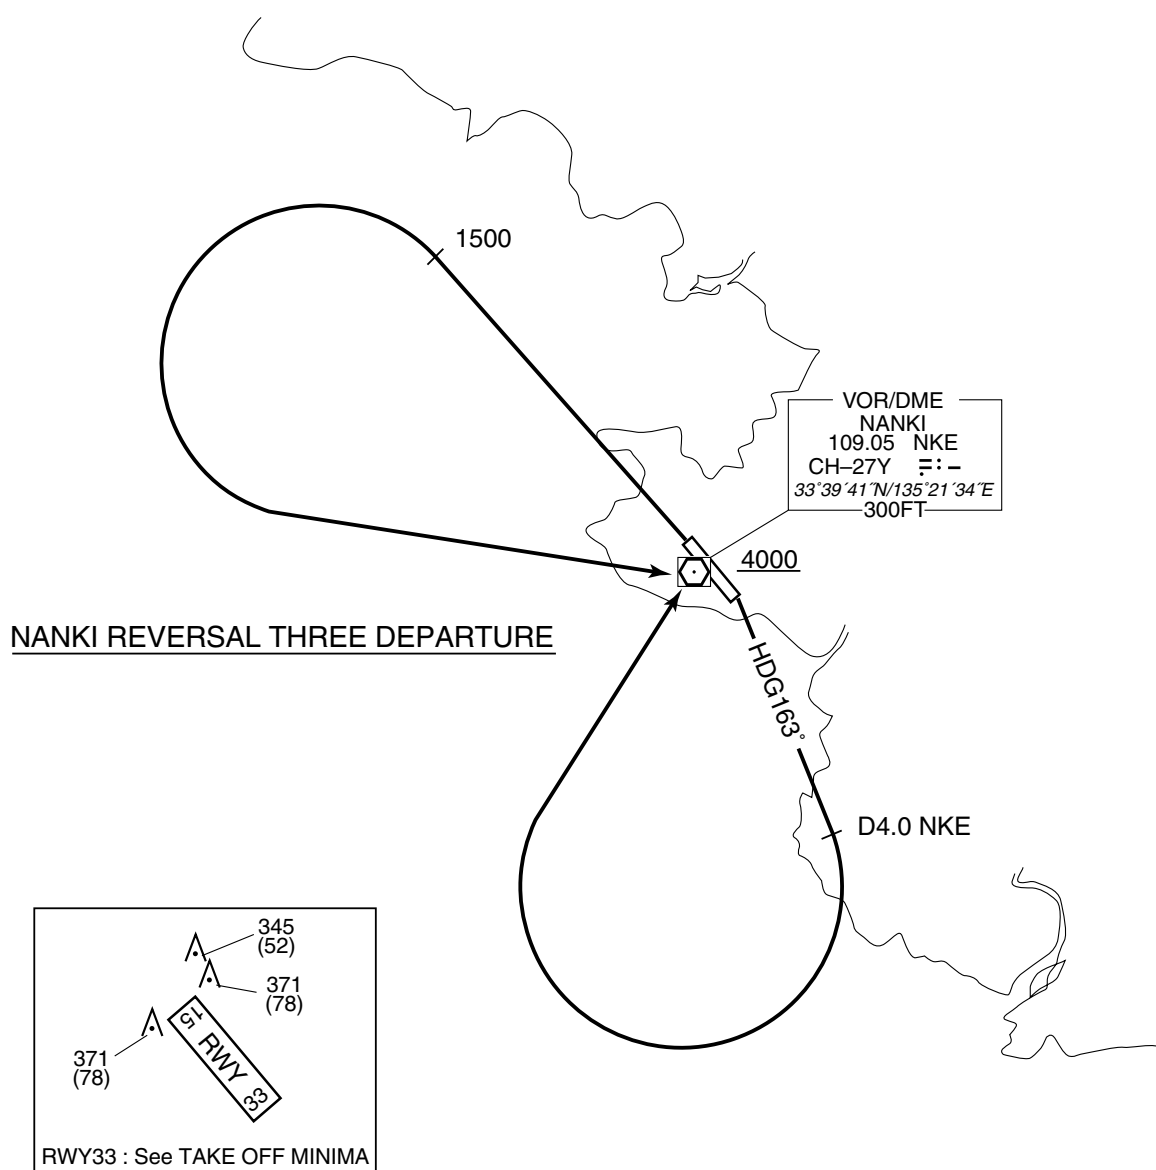 1500
VOR/DME
NANKI
109.05 NKE
CH–27Y
33°39´41˝N/135°21´34˝E
300FT
4000
NANKI REVERSAL THREE DEPARTURE
HDG163°
D4.0 NKE
345
(52)
371
(78)
371
(78)
15 RWY 33
RWY33 : See TAKE OFF MINIMA